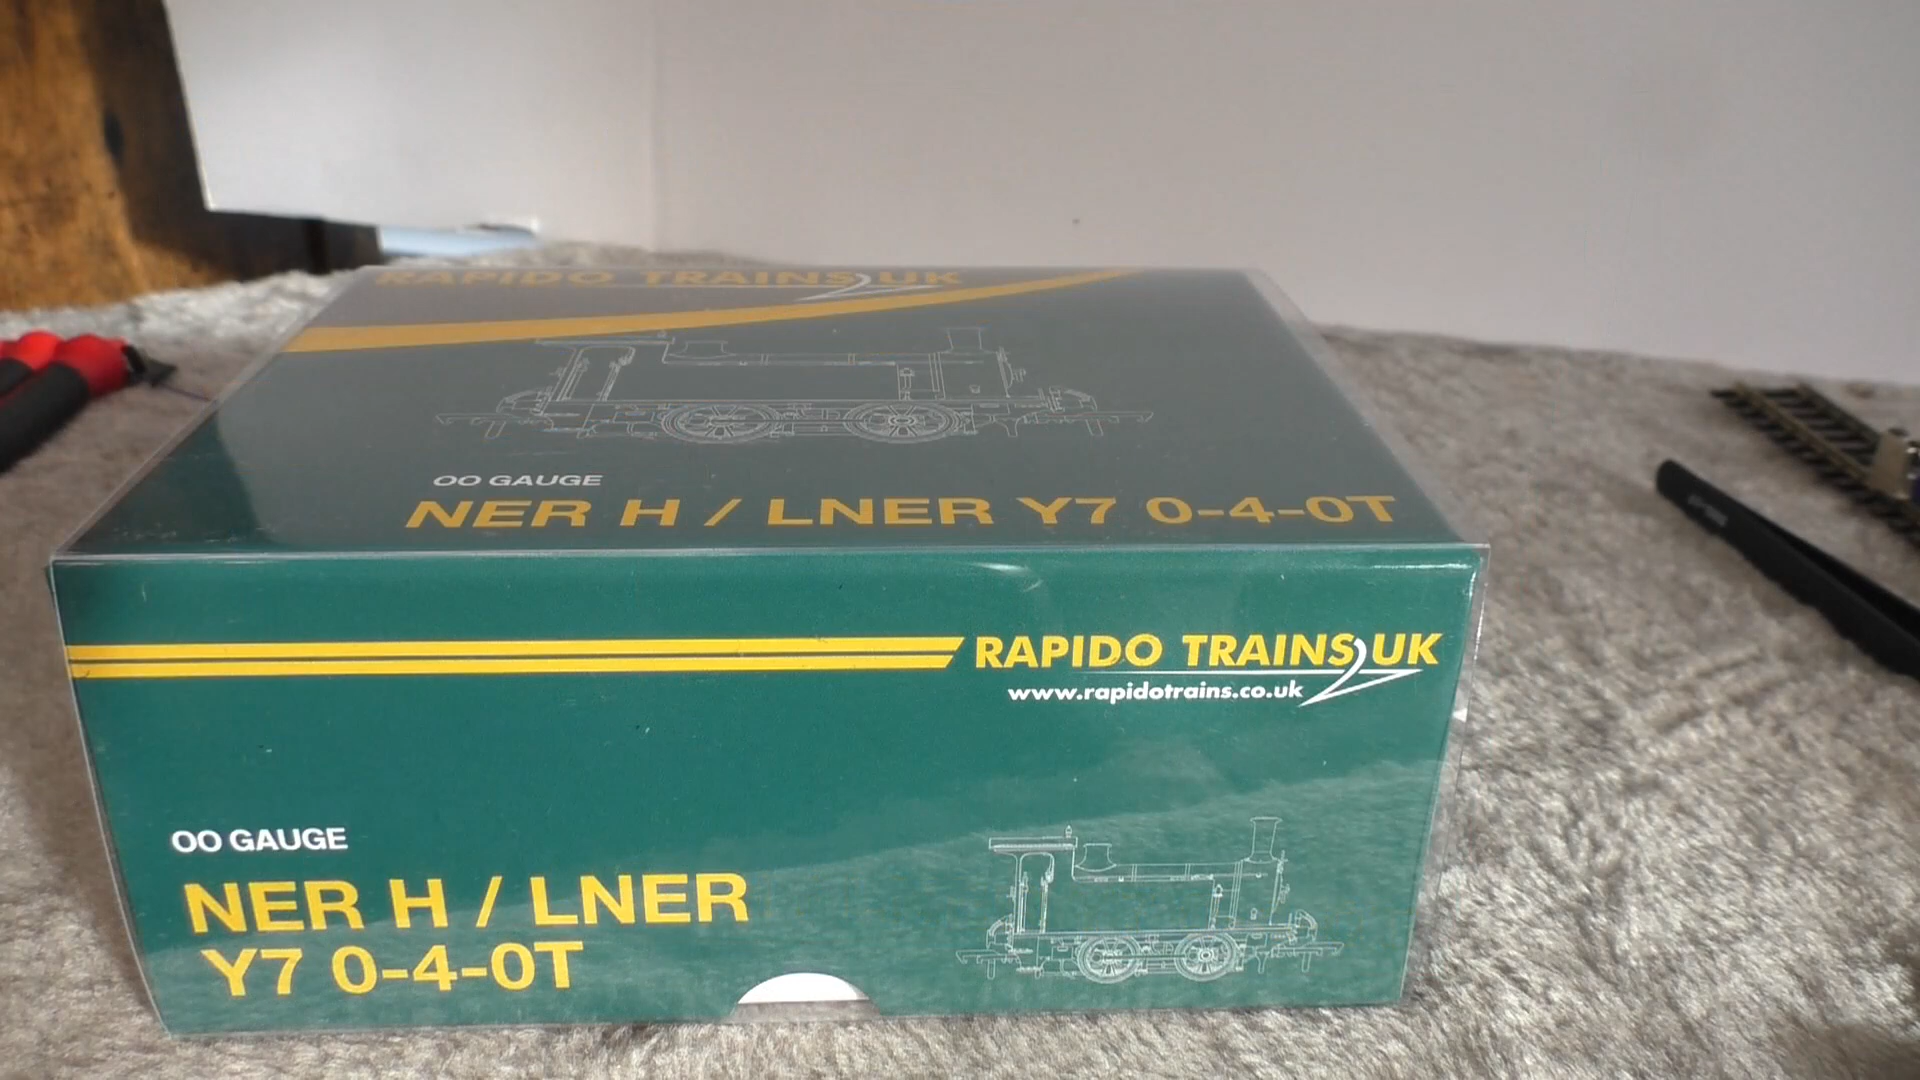 RAPIDO TRAINS UK
OO GAUGE
NER H / LNER Y7 0-4-0T
RAPIDO TRAINS UK
www.rapidotrains.co.uk
OO GAUGE
NER H / LNER
Y7 0-4-0T